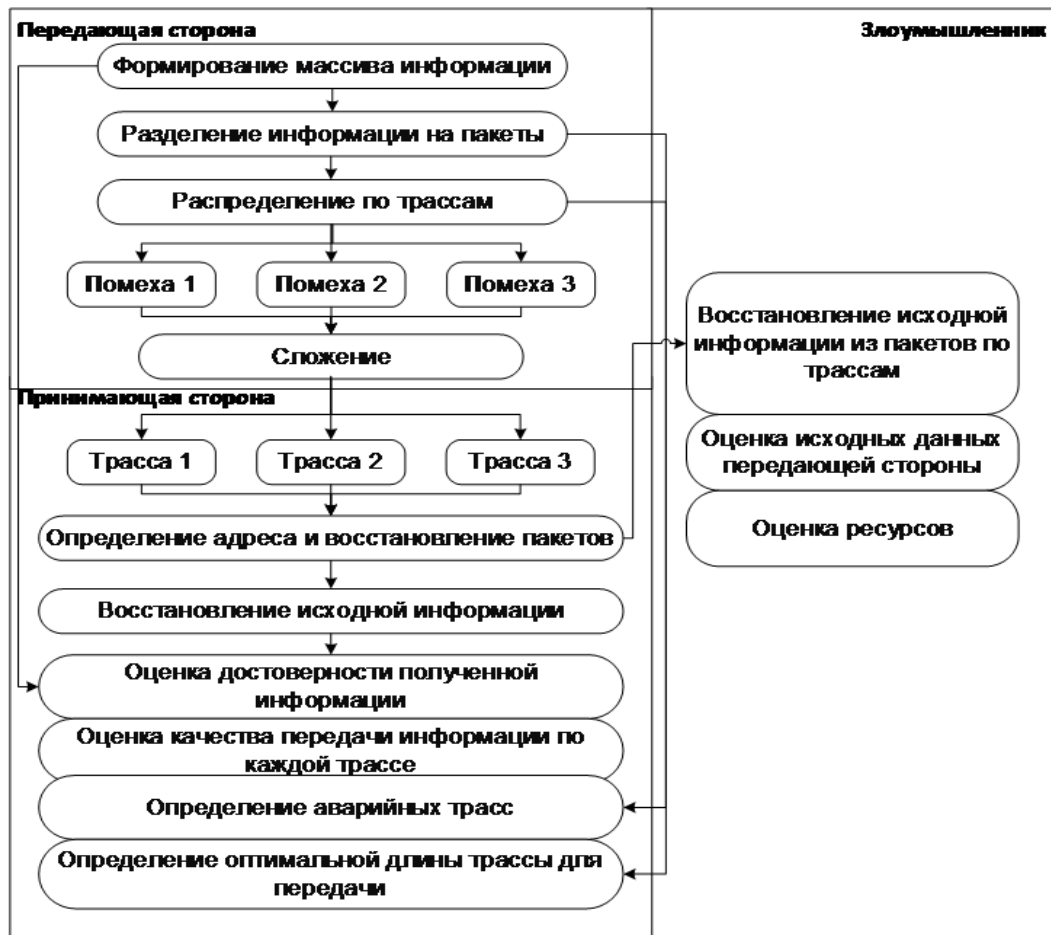 Передающая сторона
Злоумышленник
Формирование массива информации
Разделение информации на пакеты
Распределение по трассам
Помеха 1
Помеха 2
Помеха 3
Сложение
Восстановление исходной
информации из пакетов по
трассам
Оценка исходных данных
передающей стороны
Оценка ресурсов
Принимающая сторона
Трасса 1
Трасса 2
Трасса 3
Определение адреса и восстановление пакетов
Восстановление исходной информации
Оценка достоверности полученной
информации
Оценка качества передачи информации по
каждой трассе
Определение аварийных трасс
Определение оптимальной длины трассы для
передачи